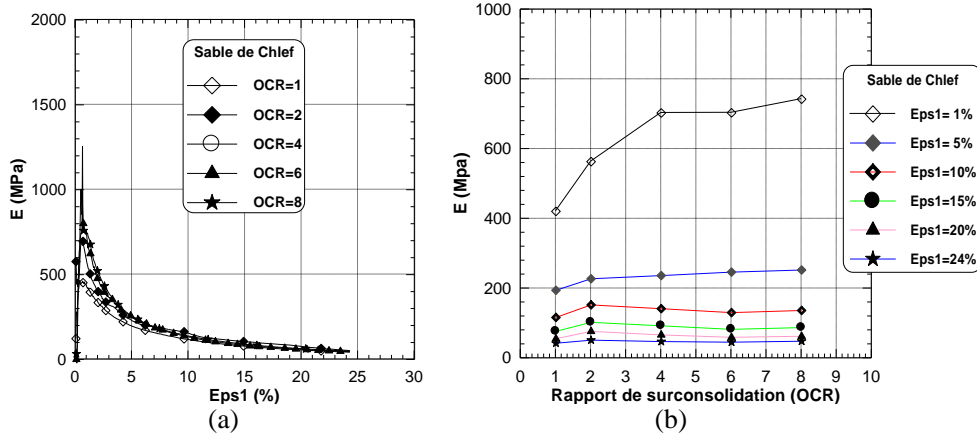 2000
1500
1000
500
0
E (MPa)
0 5 10 15 20 25 30
Eps1 (%)
Sable de Chlef
OCR=1
OCR=2
OCR=4
OCR=6
OCR=8
(a)
1000
800
600
400
200
0
E (Mpa)
0 1 2 3 4 5 6 7 8 9 10
Rapport de surconsolidation (OCR)
Sable de Chlef
Eps1= 1%
Eps1= 5%
Eps1=10%
Eps1=15%
Eps1=20%
Eps1=24%
(b)